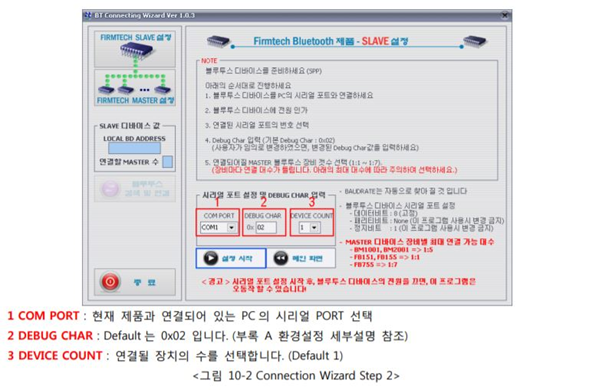 BT Connecting Wizard Ver 1.0.3
FIRMTECH SLAVE 설정
FIRMTECH MASTER 설정
SLAVE 디바이스 값
LOCAL BD ADDRESS
연결할 MASTER 수
블루투스
검색 및 연결
종 료
Firmtech Bluetooth 제품 - SLAVE 설정
NOTE
블루투스 디바이스를 준비하세요 (SPP)
아래의 순서대로 진행하세요
1. 블루투스 디바이스를 PC의 시리얼 포트와 연결하세요
2. 블루투스 디바이스에 전원 인가
3. 연결된 시리얼 포트의 번호 선택
4. Debug Char 입력 (기본 Debug Char : 0x02)
(사용자가 임의로 변경하였으면, 변경된 Debug Char값을 입력하세요)
5. 연결되어질 MASTER 블루투스 장비 갯수 선택(1:1 ~ 1:7).
(장비마다 연결 대수가 틀립니다. 아래의 최대 대수에 따라 주의하여 선택하세요.)
시리얼 포트 설정 및 DEBUG CHAR 입력
1 2 3
COM PORT DEBUG CHAR DEVICE COUNT
COM1 0x 02 1
설정 시작 메인 화면
- BAUDRATE는 자동으로 찾아 질 것 입니다
- 블루투스 디바이스 시리얼 포트 설정
- 데이터비트 : 8 (고정)
- 패리티비트 : None (이 프로그램 사용시 변경 금지)
- 정지비트 : 1 (이 프로그램 사용시 변경 금지)
- MASTER 디바이스 장비별 최대 연결 가능 대수
- BM1001, BM2001 => 1:5
- FB151, FB155 => 1:1
- FB755 => 1:7
< 경고 > 시리얼 포트 설정 시작 후, 블루투스 디바이스의 전원을 끄면, 이 프로그램은
오동작 할 수 있습니다!
1 COM PORT : 현재 제품과 연결되어 있는 PC의 시리얼 PORT 선택
2 DEBUG CHAR : Default는 0x02 입니다. (부록 A 환경설정 세부설명 참조)
3 DEVICE COUNT : 연결될 장치의 수를 선택합니다. (Default 1)
<그림 10-2 Connection Wizard Step 2>